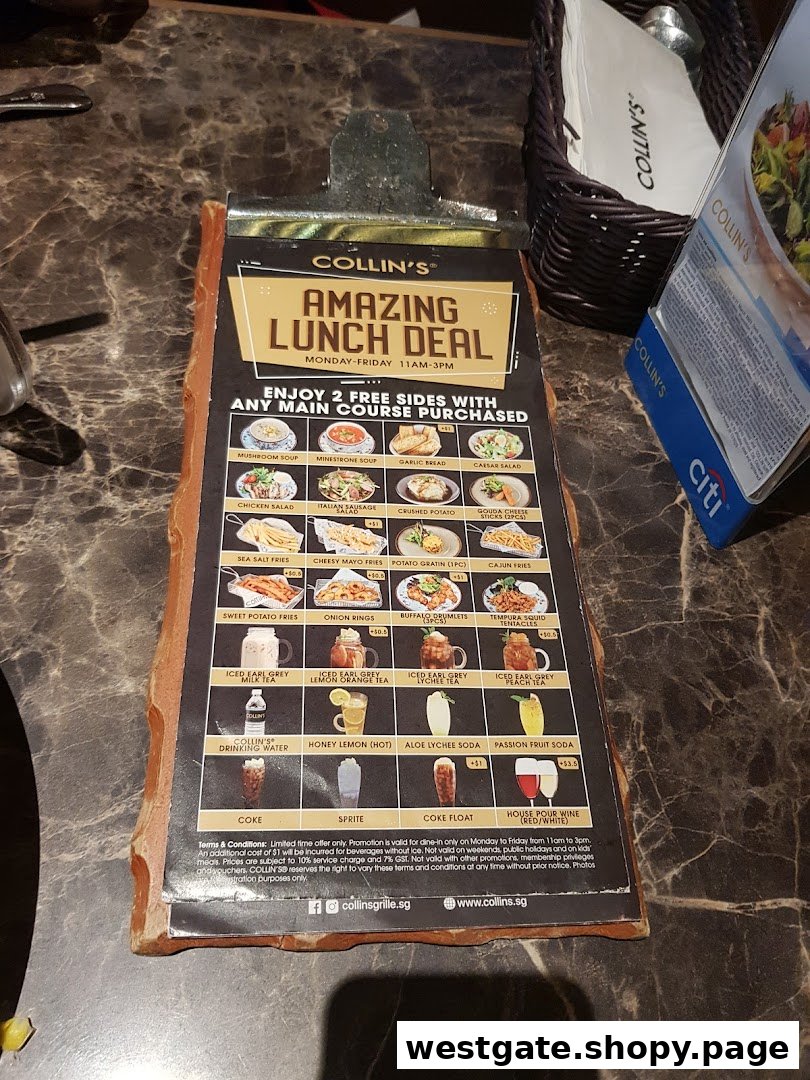 COLLIN'S®
AMAZING
LUNCH DEAL
MONDAY-FRIDAY 11AM-3PM
ENJOY 2 FREE SIDES WITH
ANY MAIN COURSE PURCHASED
MUSHROOM SOUP
MINESTRONE SOUP
+$1
GARLIC BREAD
CAESAR SALAD
CHICKEN SALAD
ITALIAN SAUSAGE
SALAD
CRUSHED POTATO
GOUDA CHEESE
STICKS (2PCS)
SEA SALT FRIES
+$1
CHEESY MAYO FRIES
POTATO GRATIN (1PC)
CAJUN FRIES
+$0.5
SWEET POTATO FRIES
+$0.5
ONION RINGS
+$1
BUFFALO DRUMLETS
(3PCS)
TEMPURA SQUID
TENTACLES
ICED EARL GREY
MILK TEA
+$0.5
ICED EARL GREY
LEMON ORANGE TEA
ICED EARL GREY
LYCHEE TEA
+$0.5
ICED EARL GREY
PEACH TEA
COLLIN'S®
DRINKING WATER
HONEY LEMON (HOT)
ALOE LYCHEE SODA
PASSION FRUIT SODA
COKE
SPRITE
+$1
COKE FLOAT
+$3.5
HOUSE POUR WINE
(RED/WHITE)
Terms & Conditions: Limited time offer only. Promotion is valid for dine-in only on Monday to Friday from 11am to 3pm.
An additional cost of $1 will be incurred for beverages without ice. Not valid on weekends, public holidays and on kids'
meals. Prices are subject to 10% service charge and 7% GST. Not valid with other promotions, membership privileges
and vouchers. COLLIN'S® reserves the right to vary these terms and conditions at any time without prior notice. Photos
illustration purposes only.
collinsgrille.sg
www.collins.sg
COLLIN'S®
COLLIN'S
COLLIN'S
citi
westgate.shopy.page